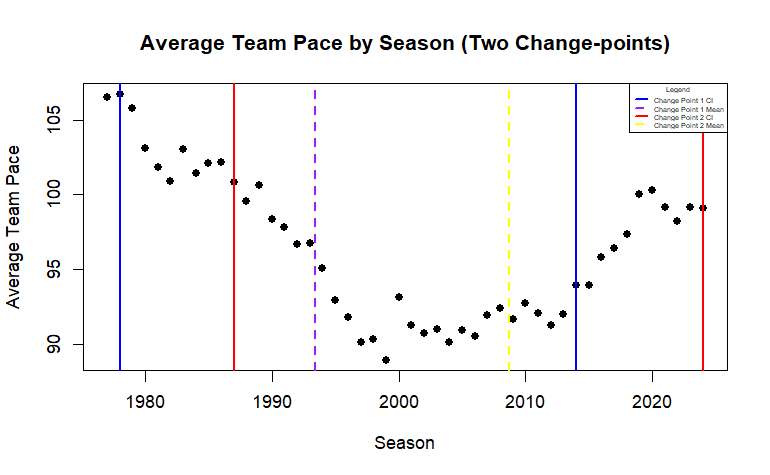 Average Team Pace by Season (Two Change-points)
Legend
Change Point 1 CI
Change Point 1 Mean
Change Point 2 CI
Change Point 2 Mean
Average Team Pace
105
100
95
90
1980 1990 2000 2010 2020
Season